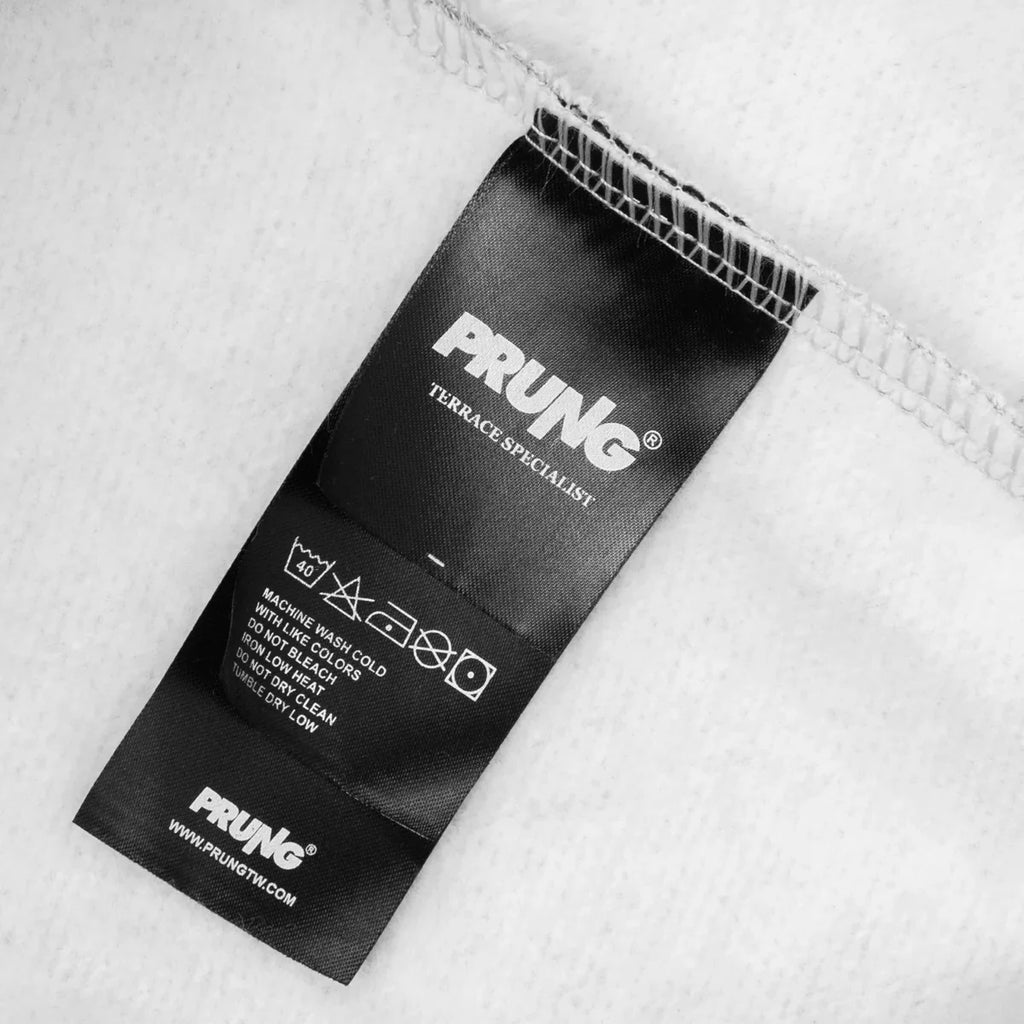 PRUNG®
TERRACE SPECIALIST
40
MACHINE WASH COLD
WITH LIKE COLORS
DO NOT BLEACH
IRON LOW HEAT
DO NOT DRY CLEAN
TUMBLE DRY LOW
PRUNG®
WWW.PRUNGTW.COM